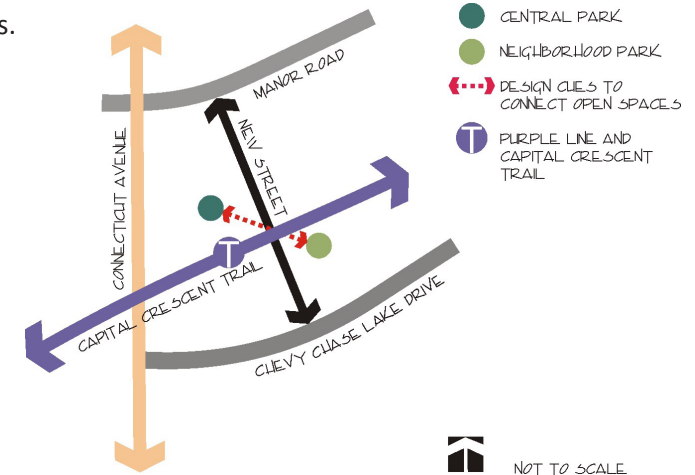 s.
CENTRAL PARK
NEIGHBORHOOD PARK
DESIGN CUES TO
CONNECT OPEN SPACES
T
PURPLE LINE AND
CAPITAL CRESCENT
TRAIL
MANOR ROAD
NEW STREET
CONNECTICUT AVENUE
T
CAPITAL CRESCENT TRAIL
CHEVY CHASE LAKE DRIVE
NOT TO SCALE